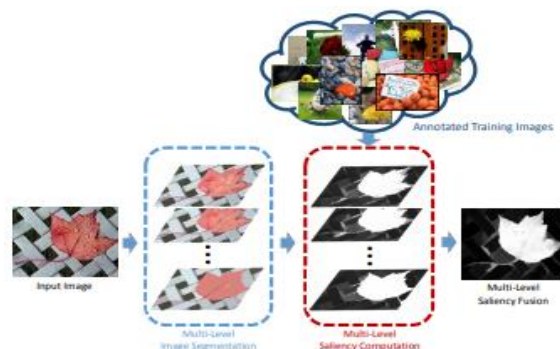 Annotated Training Images
Input Image
Multi-Level
Image Segmentation
Multi-Level
Saliency Computation
Multi-Level
Saliency Fusion